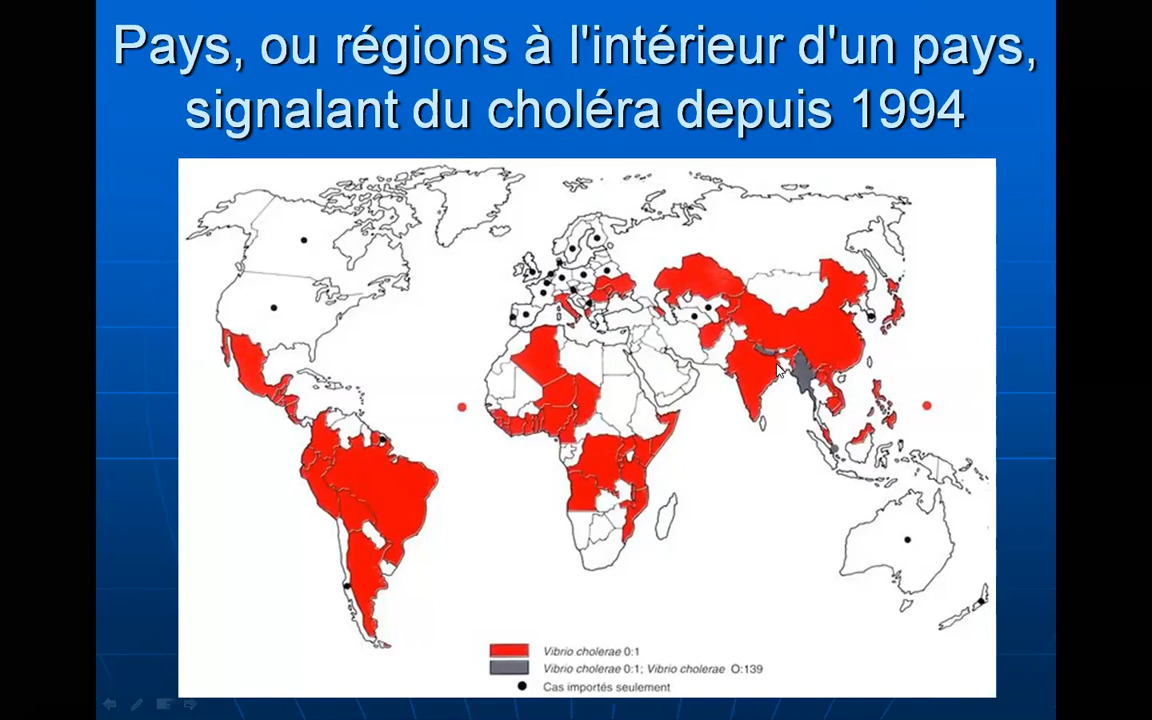 Pays, ou régions à l'intérieur d'un pays,
signalant du choléra depuis 1994
Vibrio cholerae 0:1
Vibrio cholerae 0:1; Vibrio cholerae O:139
Cas importés seulement